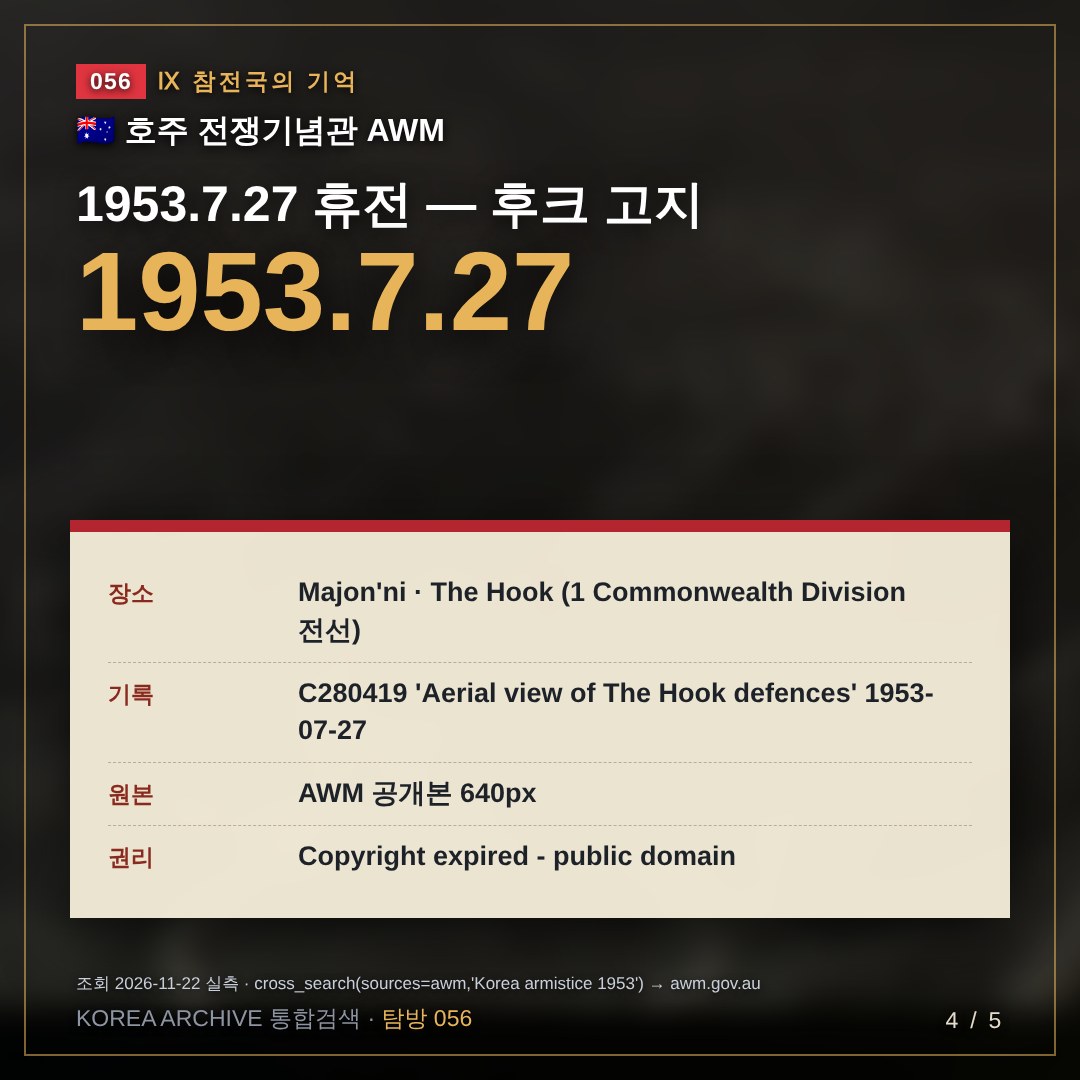 056 Ⅸ 참전국의 기억
🇦🇺 호주 전쟁기념관 AWM
1953.7.27 휴전 — 후크 고지
1953.7.27
장소 Majon'ni · The Hook (1 Commonwealth Division
전선)
기록 C280419 'Aerial view of The Hook defences' 1953-
07-27
원본 AWM 공개본 640px
권리 Copyright expired - public domain
조회 2026-11-22 실측 · cross_search(sources=awm,'Korea armistice 1953') → awm.gov.au
KOREA ARCHIVE 통합검색 · 탐방 056
4 / 5